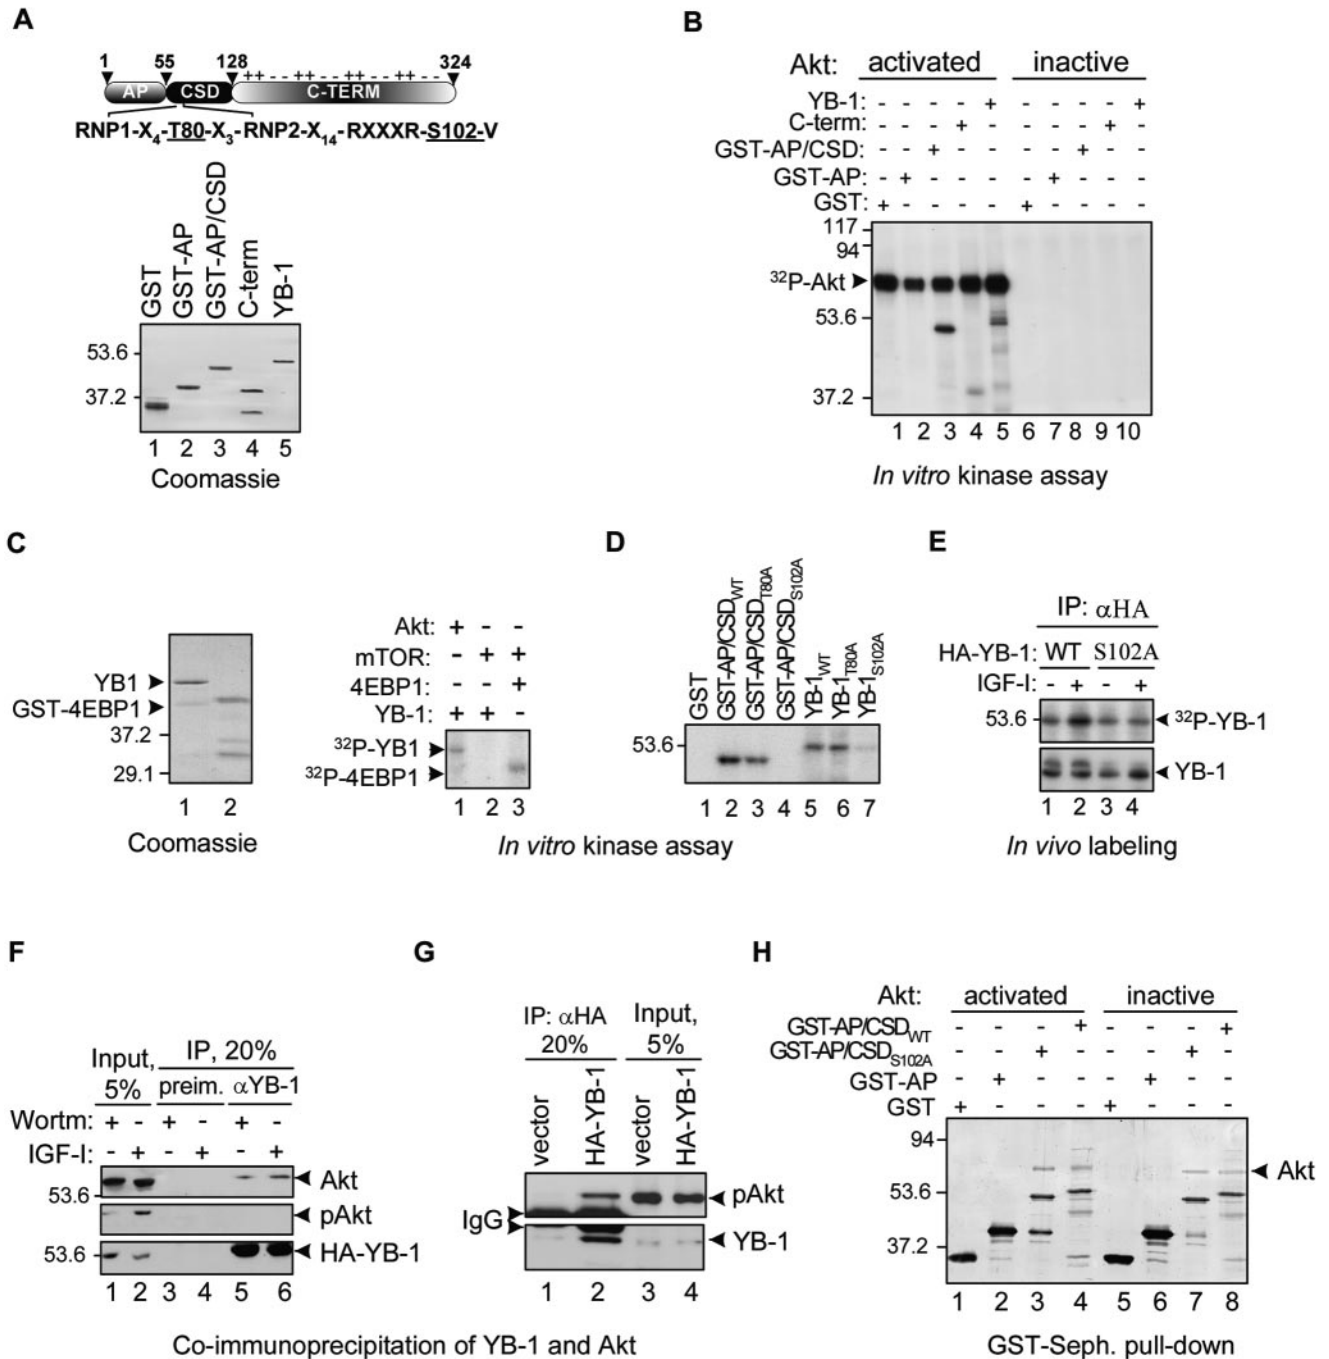 A
1 55 128 324
++ - - ++ - - ++ - - ++ - -
AP CSD C-TERM
RNP1-X4-T80-X3-RNP2-X14-RXXXR-S102-V
GST GST-AP GST-AP/CSD C-term YB-1
53.6
37.2
1 2 3 4 5
Coomassie
B
Akt: activated inactive
YB-1: - - - - + - - - - +
C-term: - - - + - - - - + -
GST-AP/CSD: - - + - - - - + - -
GST-AP: - + - - - - + - - -
GST: + - - - - + - - - -
117
94
32P-Akt
53.6
37.2
1 2 3 4 5 6 7 8 9 10
In vitro kinase assay
C
YB1
GST-4EBP1
37.2
29.1
1 2
Coomassie
Akt: + - -
mTOR: - + +
4EBP1: - - +
YB-1: + + -
32P-YB1
32P-4EBP1
1 2 3
D
GST GST-AP/CSDWT GST-AP/CSDT80A GST-AP/CSDS102A YB-1WT YB-1T80A YB-1S102A
53.6
1 2 3 4 5 6 7
In vitro kinase assay
E
IP: αHA
HA-YB-1: WT S102A
IGF-I: - + - +
53.6 32P-YB-1
YB-1
1 2 3 4
In vivo labeling
F
Input, 5% IP, 20%
preim. αYB-1
Wortm: + - + - + -
IGF-I: - + - + - +
Akt
53.6
pAkt
53.6 HA-YB-1
1 2 3 4 5 6
G
IP: αHA 20% Input, 5%
vector HA-YB-1 vector HA-YB-1
pAkt
IgG
YB-1
1 2 3 4
Co-immunoprecipitation of YB-1 and Akt
H
Akt: activated inactive
GST-AP/CSDWT - - - + - - - +
GST-AP/CSDS102A - - + - - - + -
GST-AP - + - - - + - -
GST + - - - + - - -
94
Akt
53.6
37.2
1 2 3 4 5 6 7 8
GST-Seph. pull-down